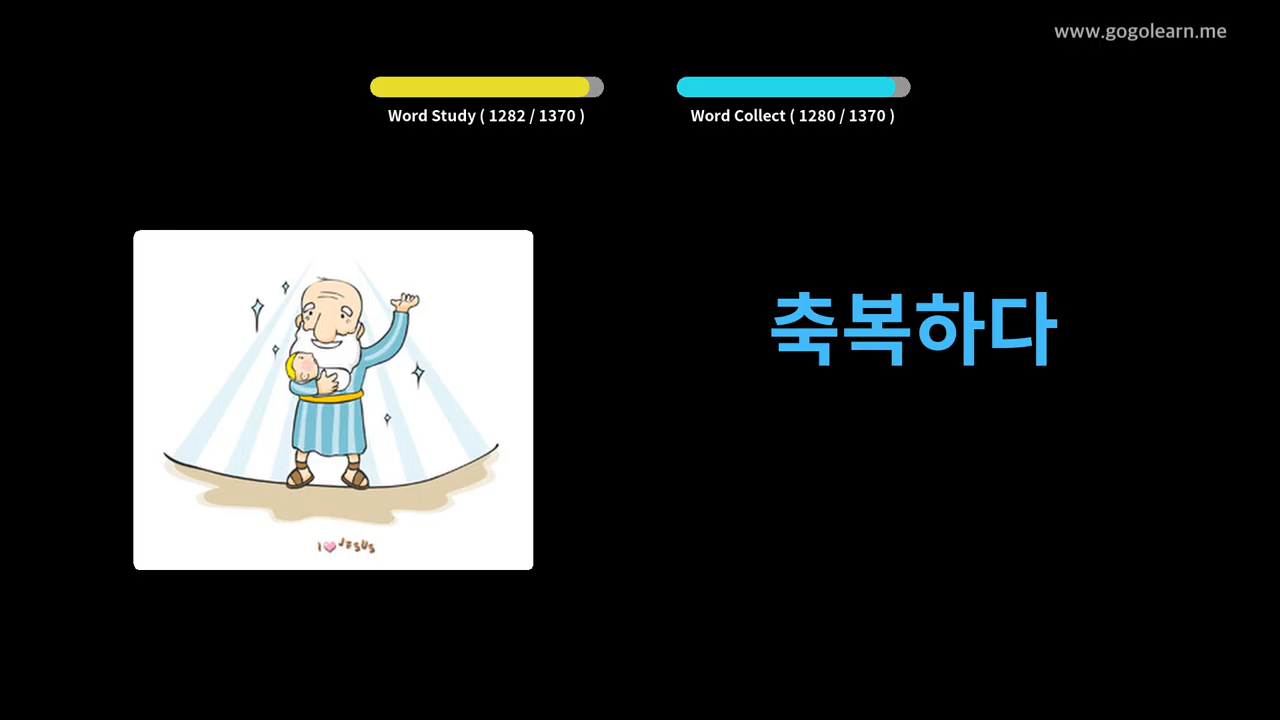 www.gogolearn.me
Word Study ( 1282 / 1370 )
Word Collect ( 1280 / 1370 )
축복하다
I JESUS